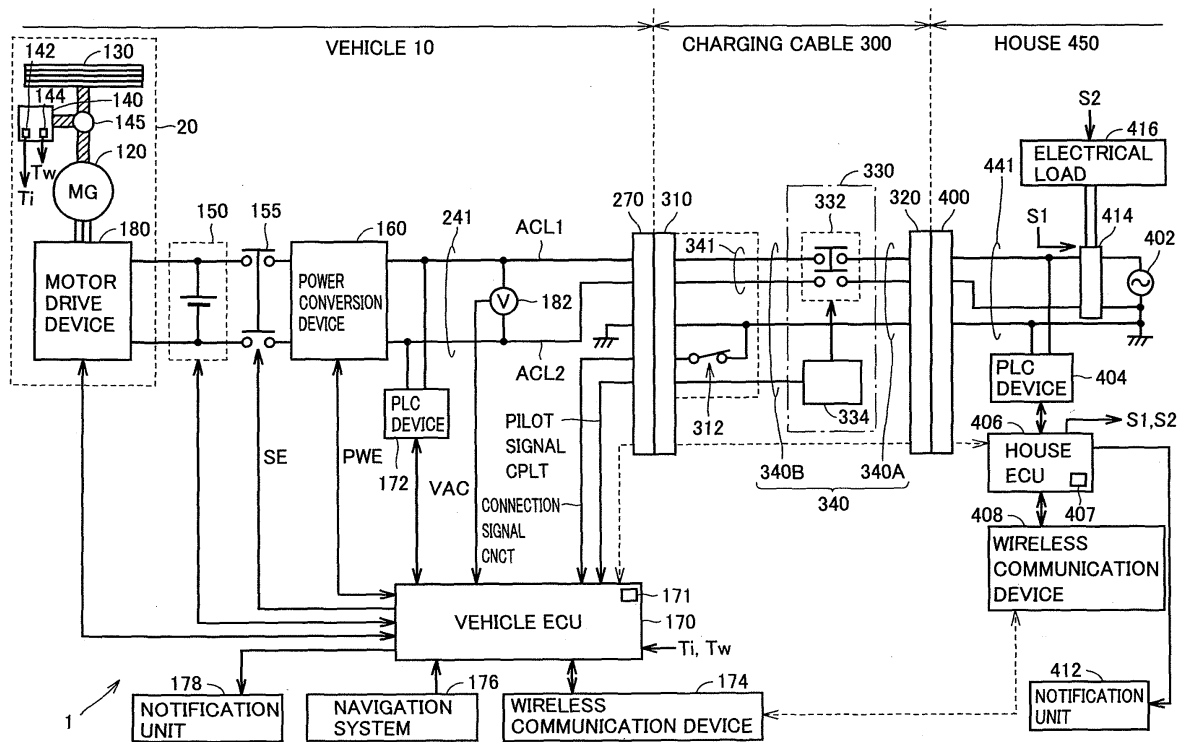 VEHICLE 10
CHARGING CABLE 300
HOUSE 450
142
130
144
140
145
20
120
Tw
Ti
MG
180
MOTOR
DRIVE
DEVICE
150
155
160
POWER
CONVERSION
DEVICE
241
ACL1
V
182
ACL2
PLC
DEVICE
172
SE
PWE
VAC
270
310
341
330
332
320
400
441
S2
416
ELECTRICAL
LOAD
S1
414
402
312
334
PILOT
SIGNAL
CPLT
CONNECTION
SIGNAL
CNCT
340B
340A
340
PLC
DEVICE
404
406
S1,S2
HOUSE
ECU
407
408
WIRELESS
COMMUNICATION
DEVICE
171
VEHICLE ECU
170
Ti, Tw
1
178
NOTIFICATION
UNIT
176
NAVIGATION
SYSTEM
174
WIRELESS
COMMUNICATION DEVICE
412
NOTIFICATION
UNIT